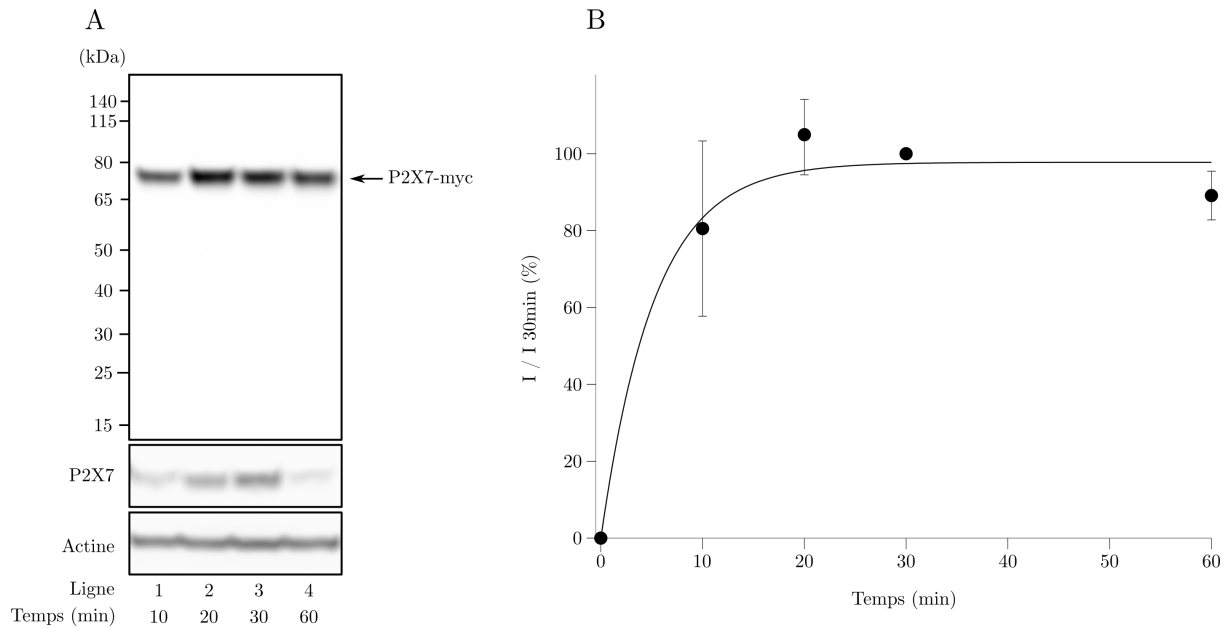 A
(kDa)
140
115
80
65
50
40
30
25
15
P2X7-myc
P2X7
Actine
Ligne 1 2 3 4
Temps (min) 10 20 30 60
B
I / I 30min (%)
100
80
60
40
20
0
0 10 20 30 40 50 60
Temps (min)